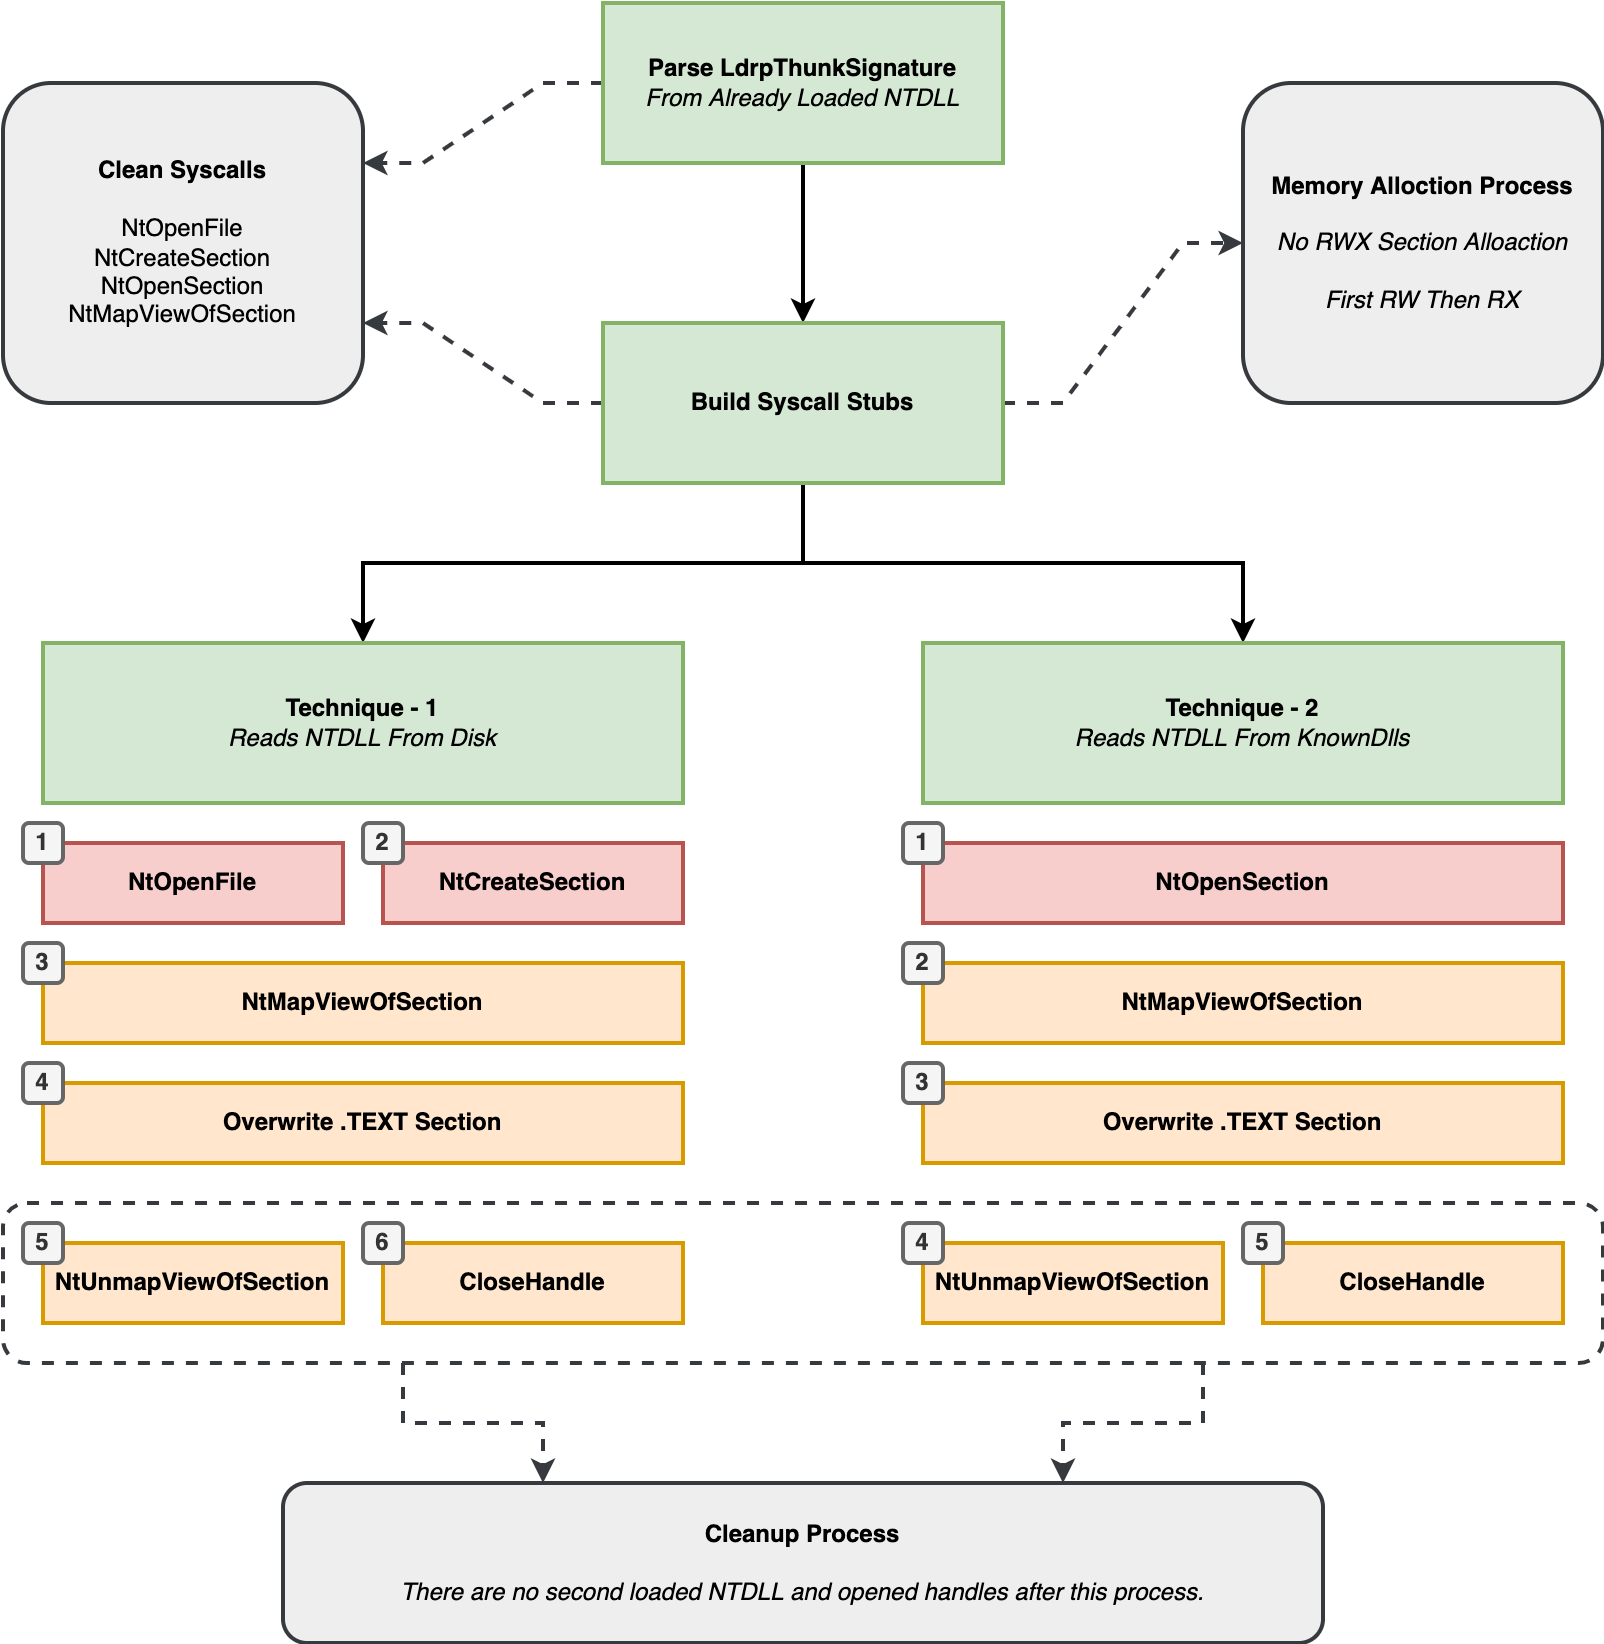 Parse LdrpThunkSignature
From Already Loaded NTDLL
Clean Syscalls
NtOpenFile
NtCreateSection
NtOpenSection
NtMapViewOfSection
Memory Alloction Process
No RWX Section Alloaction
First RW Then RX
Build Syscall Stubs
Technique - 1
Reads NTDLL From Disk
1
NtOpenFile
2
NtCreateSection
3
NtMapViewOfSection
4
Overwrite .TEXT Section
5
NtUnmapViewOfSection
6
CloseHandle
Technique - 2
Reads NTDLL From KnownDlls
1
NtOpenSection
2
NtMapViewOfSection
3
Overwrite .TEXT Section
4
NtUnmapViewOfSection
5
CloseHandle
Cleanup Process
There are no second loaded NTDLL and opened handles after this process.